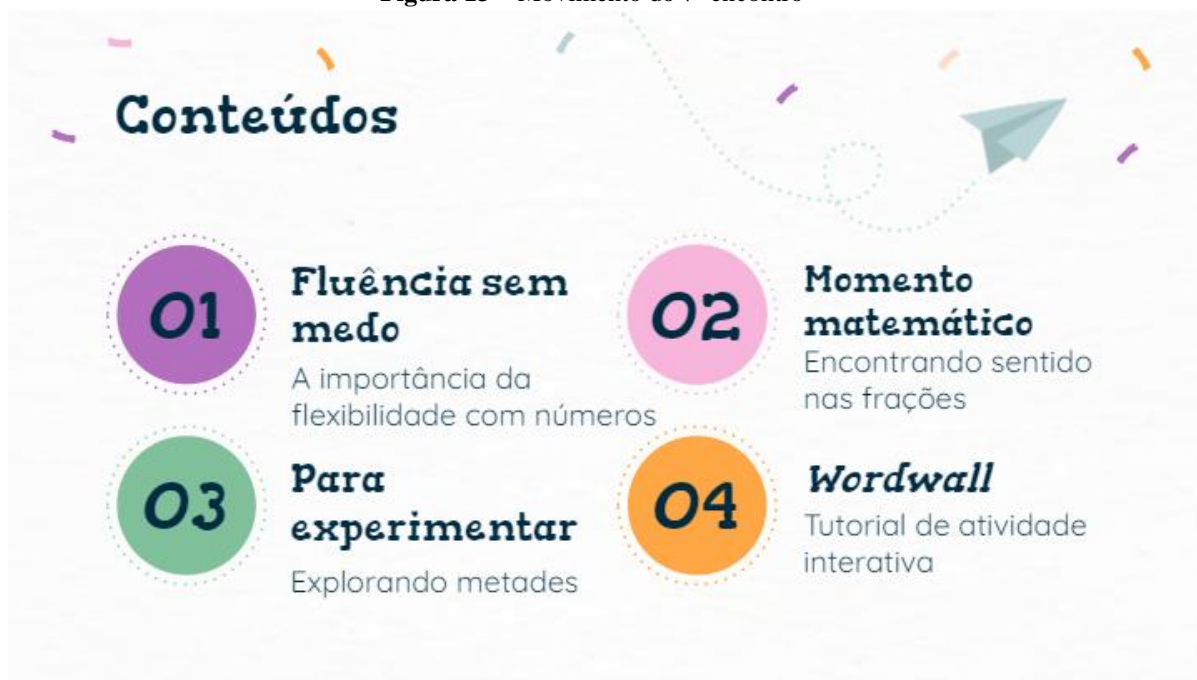 Conteúdos
01
Fluência sem
medo
A importância da
flexibilidade com números
02
Momento
matemático
Encontrando sentido
nas frações
03
Para
experimentar
Explorando metades
04
Wordwall
Tutorial de atividade
interativa